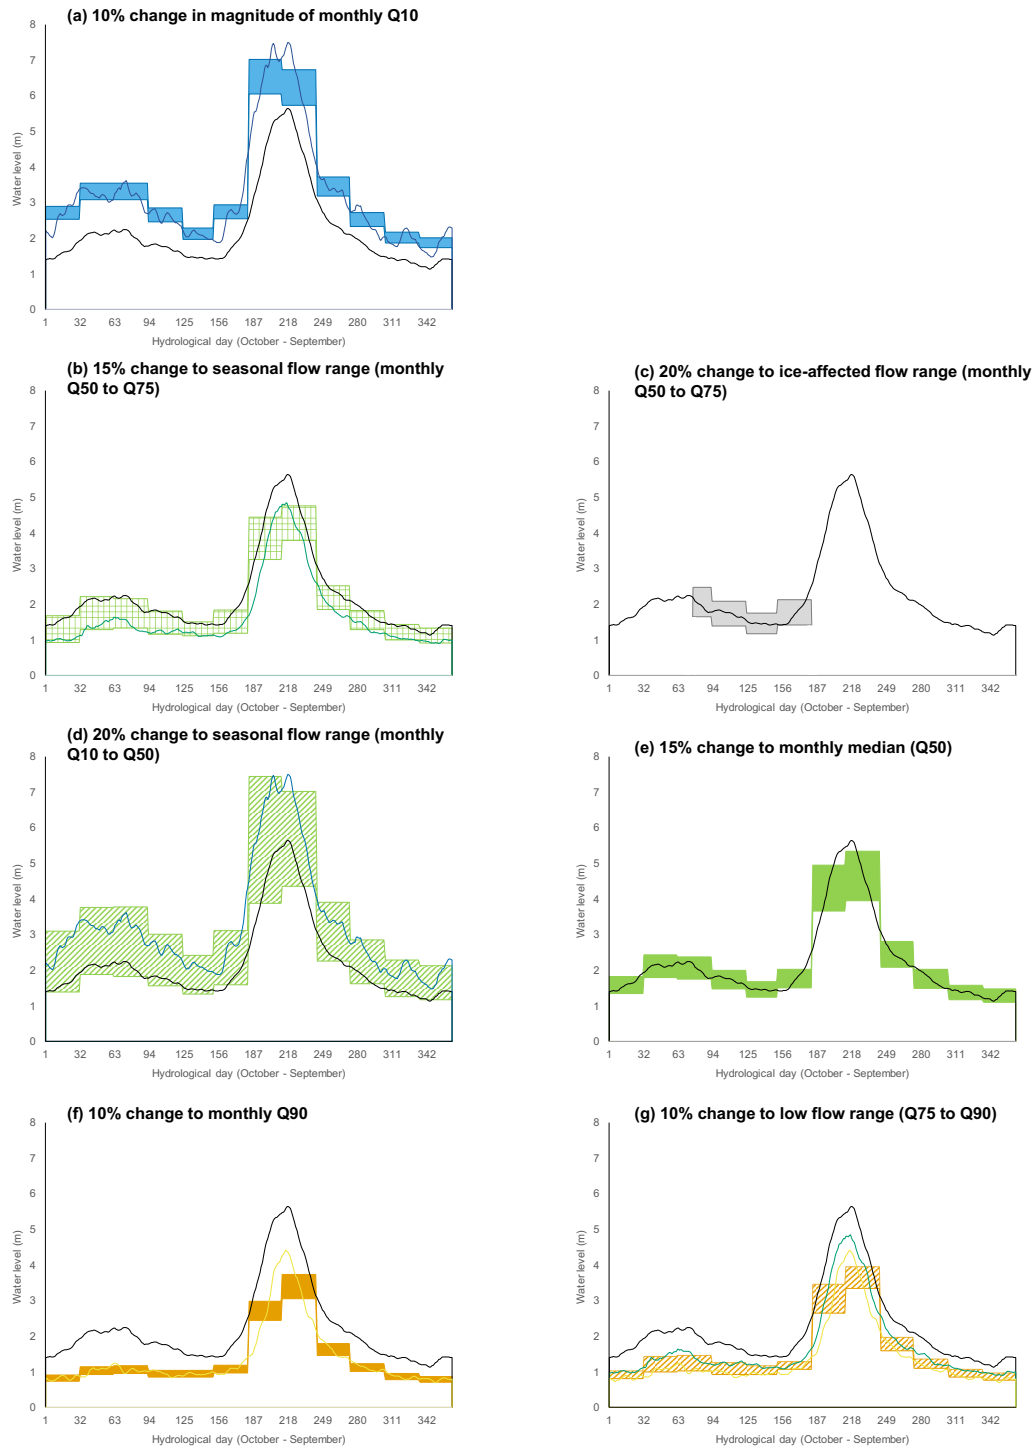 (a) 10% change in magnitude of monthly Q10
8
7
6
5
4
3
2
1
0
Water level (m)
1 32 63 94 125 156 187 218 249 280 311 342
Hydrological day (October - September)
(b) 15% change to seasonal flow range (monthly
Q50 to Q75)
8
7
6
5
4
3
2
1
0
Water level (m)
1 32 63 94 125 156 187 218 249 280 311 342
Hydrological day (October - September)
(c) 20% change to ice-affected flow range (monthly
Q50 to Q75)
8
7
6
5
4
3
2
1
0
Water level (m)
1 32 63 94 125 156 187 218 249 280 311 342
Hydrological day (October - September)
(d) 20% change to seasonal flow range (monthly
Q10 to Q50)
8
7
6
5
4
3
2
1
0
Water level (m)
1 32 63 94 125 156 187 218 249 280 311 342
Hydrological day (October - September)
(e) 15% change to monthly median (Q50)
8
7
6
5
4
3
2
1
0
Water level (m)
1 32 63 94 125 156 187 218 249 280 311 342
Hydrological day (October - September)
(f) 10% change to monthly Q90
8
7
6
5
4
3
2
1
0
Water level (m)
1 32 63 94 125 156 187 218 249 280 311 342
Hydrological day (October - September)
(g) 10% change to low flow range (Q75 to Q90)
8
7
6
5
4
3
2
1
0
Water level (m)
1 32 63 94 125 156 187 218 249 280 311 342
Hydrological day (October - September)